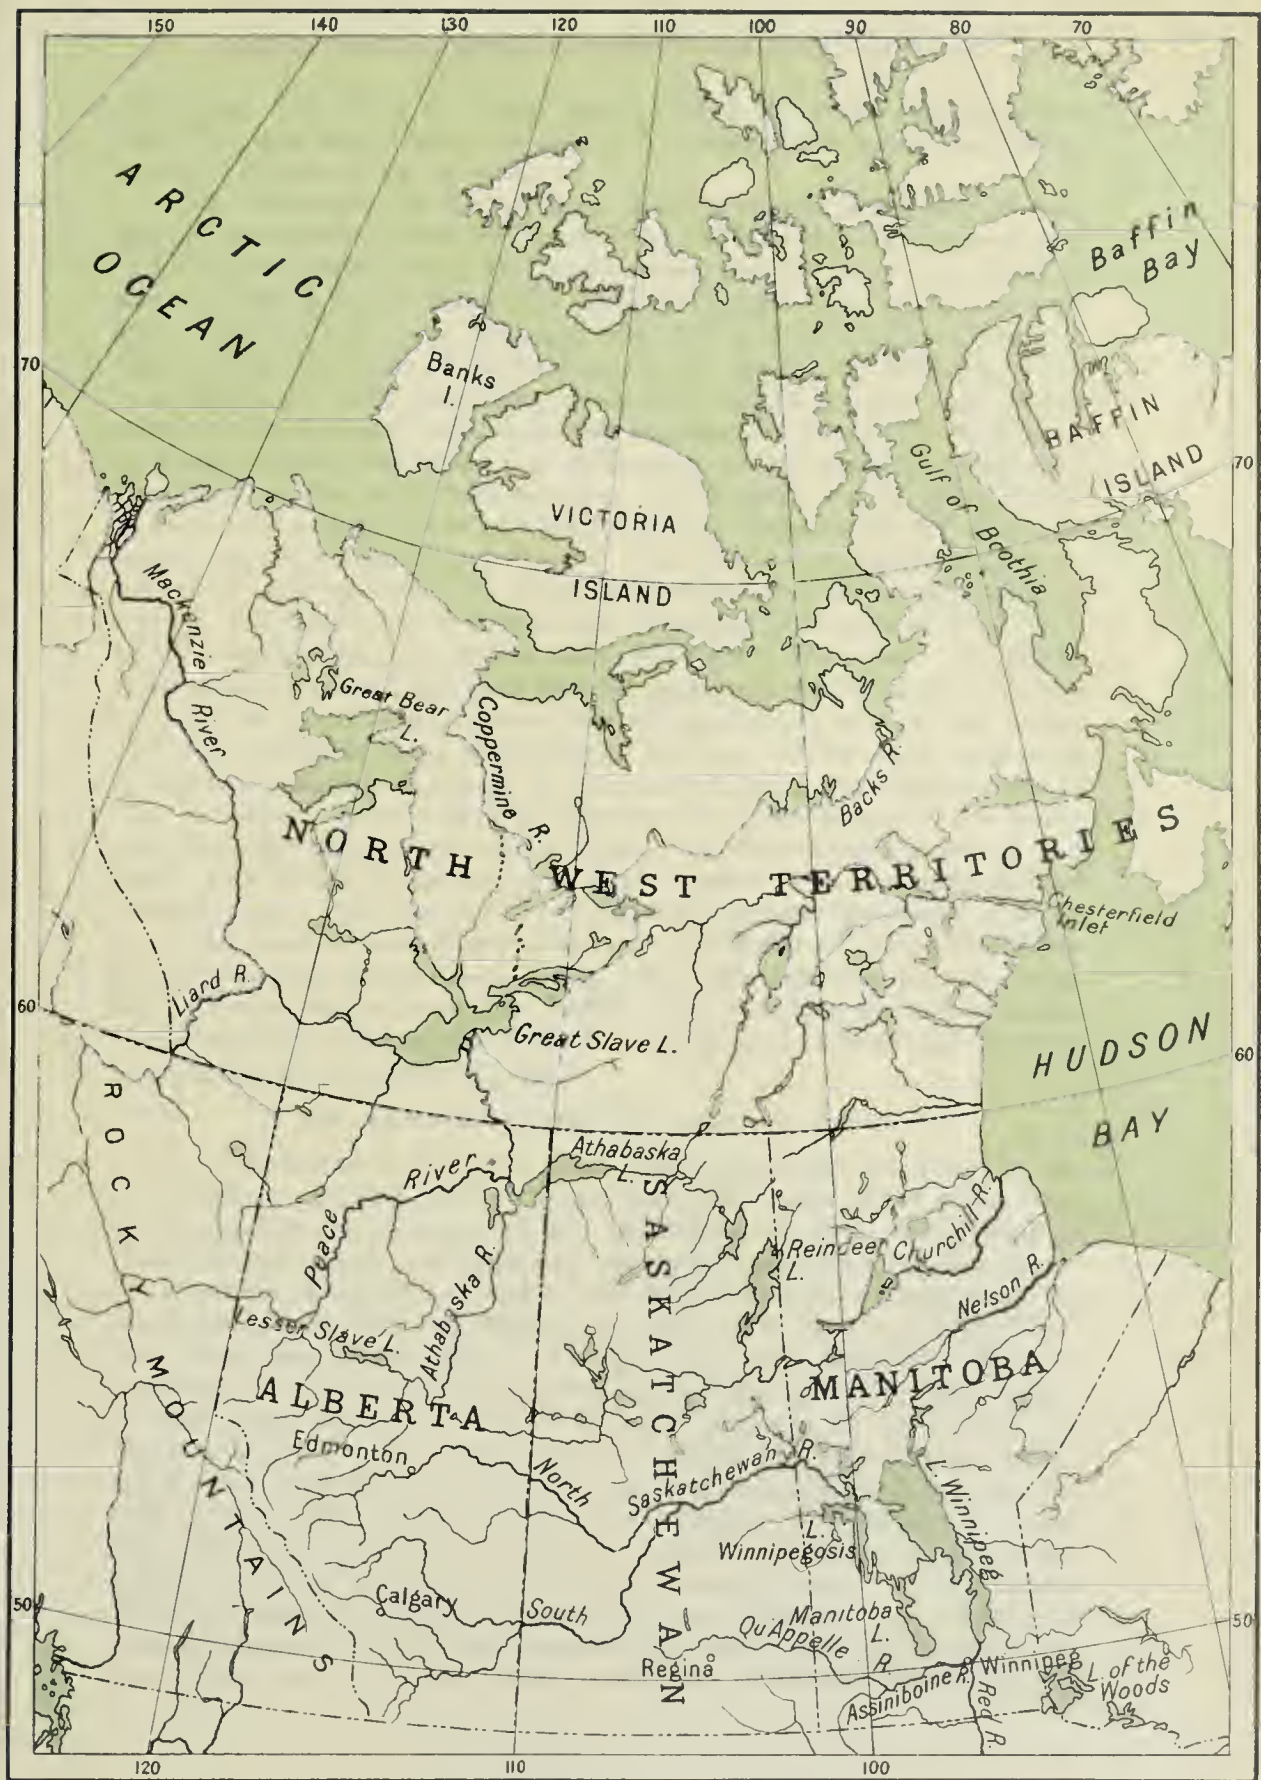 150 140 130 120 110 100 90 80 70
ARCTIC
OCEAN
Baffin
Bay
70
Banks
I.
BAFFIN
ISLAND
70
Gulf of Boothia
VICTORIA
ISLAND
Mackenzie
River
Great Bear
L.
Coppermine R.
Backs R.
NORTH WEST TERRITORIES
Chesterfield
Inlet
Liard R.
60
Great Slave L.
HUDSON
BAY
60
ROCKY
MOUNTAINS
Athabaska
L.
River
Peace
SASKATCHEWAN
Reindeer
L.
Churchill R.
Nelson R.
Athabaska R.
Lesser Slave L.
ALBERTA
MANITOBA
Edmonton
North
Saskatchewan R.
L. Winnipeg
L.
Winnipegosis
50
Calgary
South
Manitoba
L.
Qu Appelle
R.
50
Regina
Assiniboine R.
Winnipeg
Red R.
L. of the
Woods
120 110 100